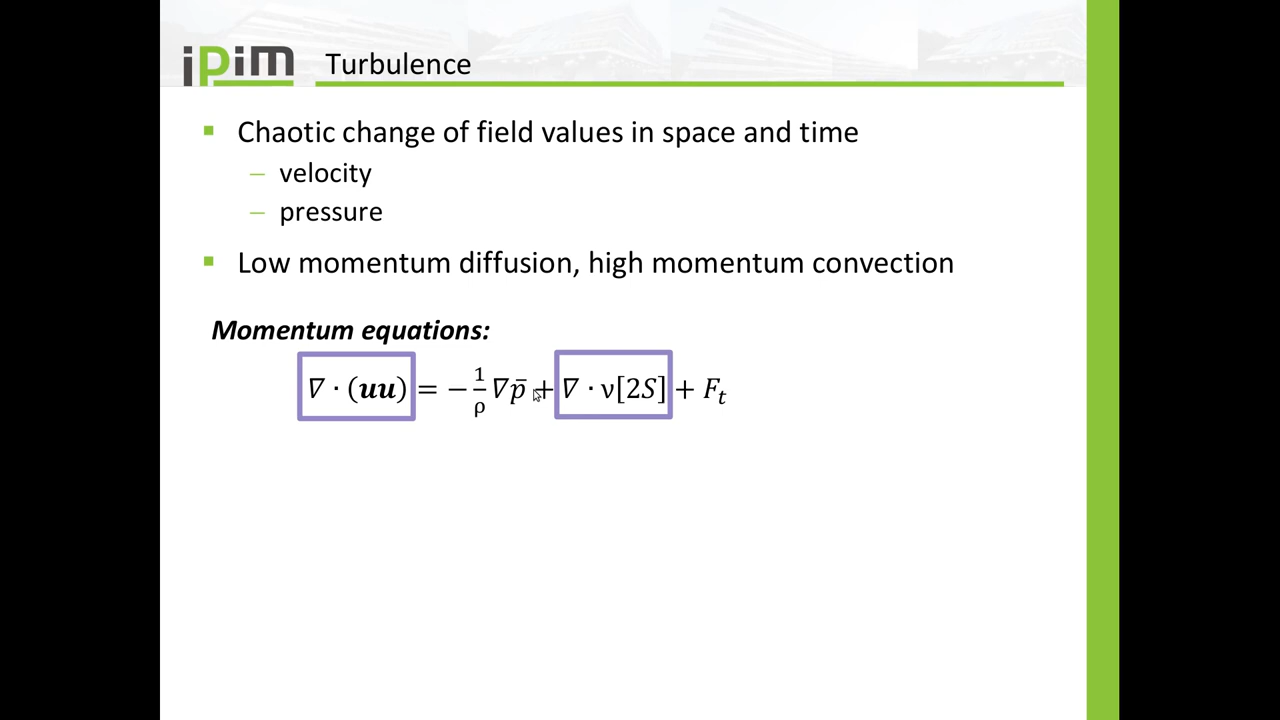 iPim
Turbulence
▪ Chaotic change of field values in space and time
– velocity
– pressure
▪ Low momentum diffusion, high momentum convection
Momentum equations:
∇ · (uu) = − 1/ρ ∇p̄ + ∇ · ν[2S] + Fₜ